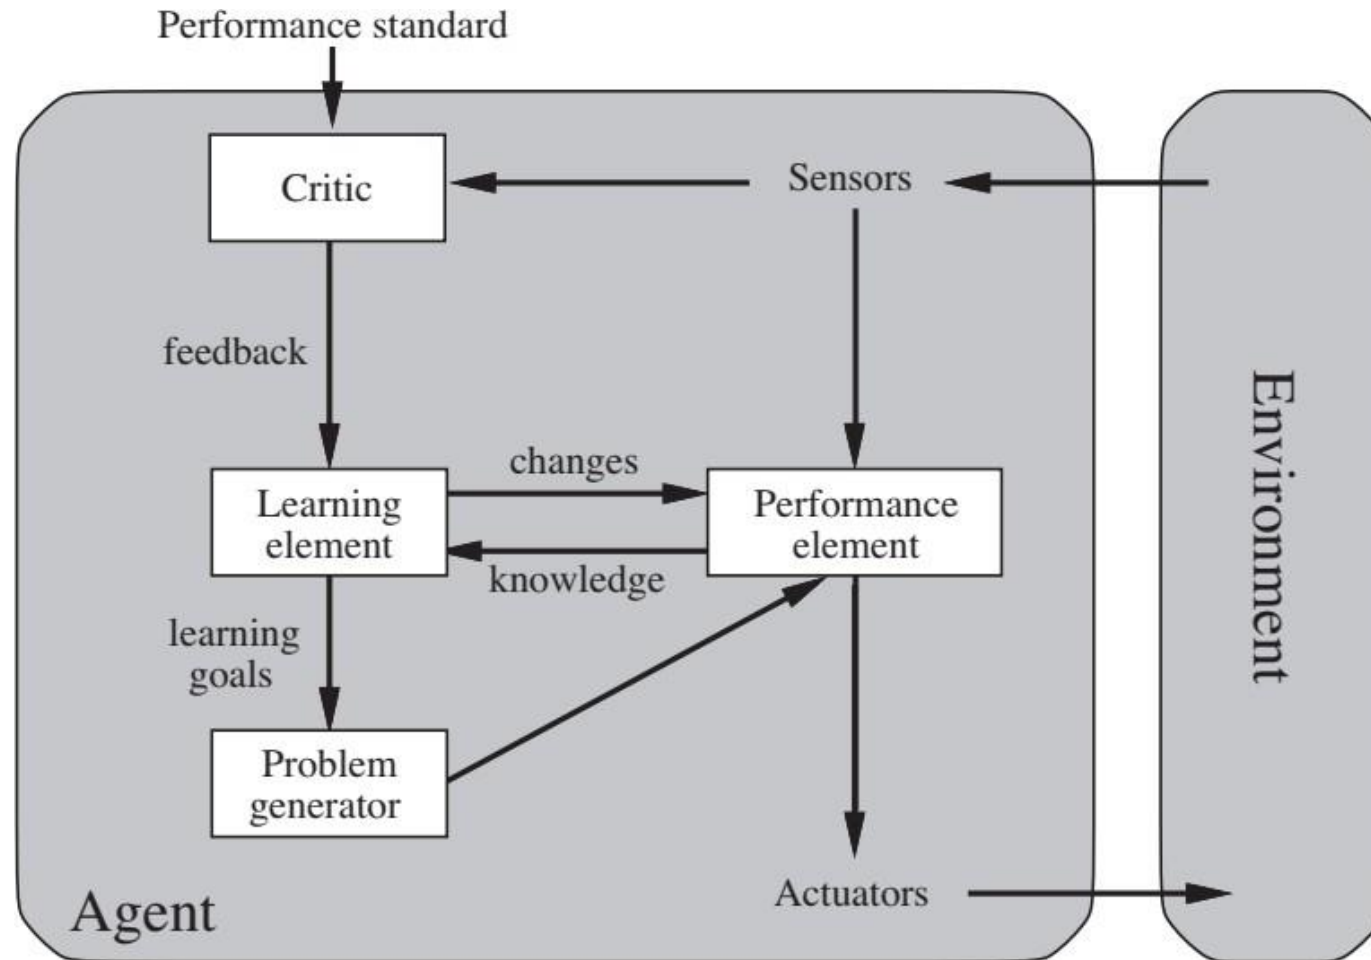 Performance standard
Critic
Sensors
feedback
changes
Learning
element
Performance
element
knowledge
learning
goals
Problem
generator
Agent
Actuators
Environment